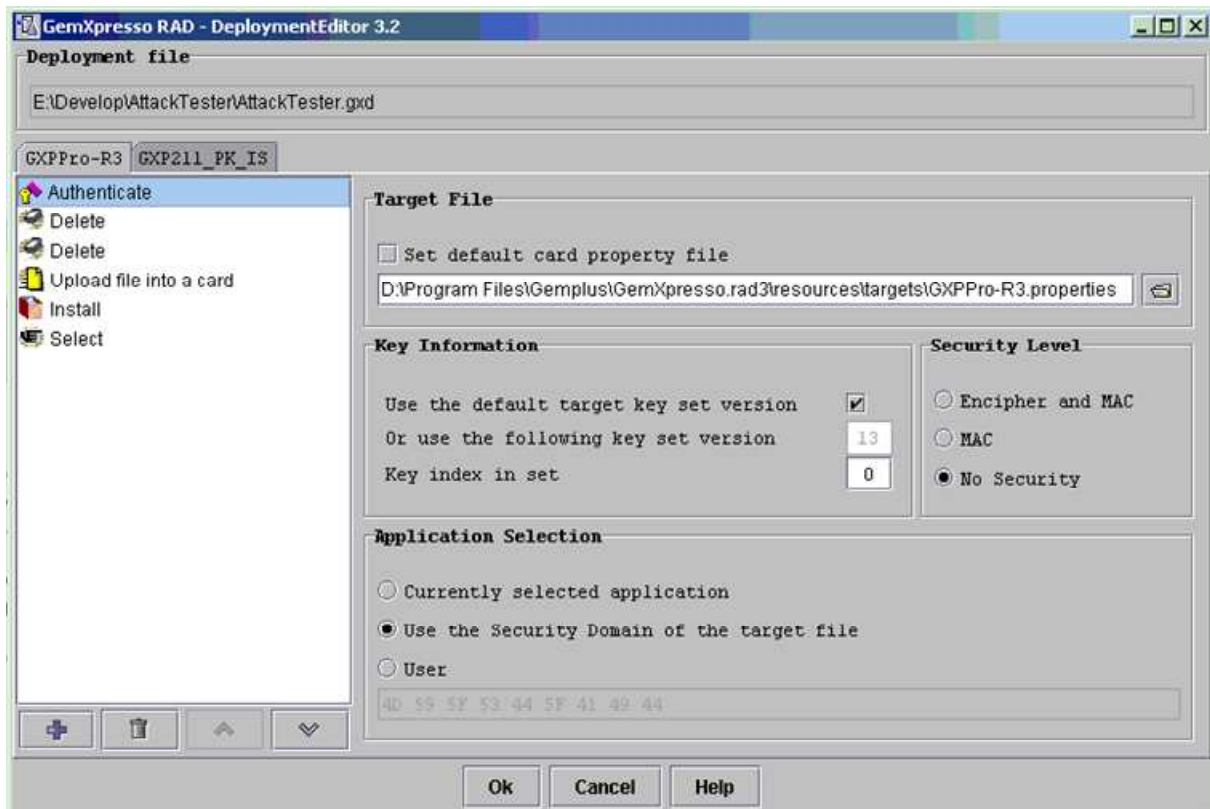 GemXpresso RAD - DeploymentEditor 3.2
Deployment file
E:\Develop\AttackTester\AttackTester.gxd
GXPPro-R3 GXP211_PK_IS
Authenticate
Delete
Delete
Upload file into a card
Install
Select
Target File
Set default card property file
D:\Program Files\Gemplus\GemXpresso.rad3\resources\targets\GXPPro-R3.properties
Key Information
Use the default target key set version
Or use the following key set version 13
Key index in set 0
Security Level
Encipher and MAC
MAC
No Security
Application Selection
Currently selected application
Use the Security Domain of the target file
User
4D 59 5F 53 44 5F 41 49 44
Ok Cancel Help